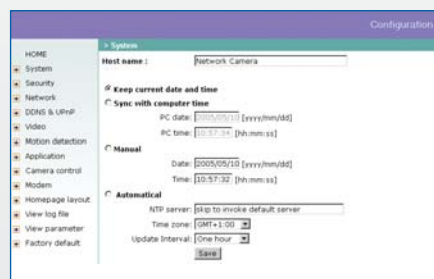 Configuration
HOME
System
Security
Network
DDNS & UPnP
Video
Motion detection
Application
Camera control
Modem
Homepage layout
View log file
View parameter
Factory default
> System
Host name : Network Camera
Keep current date and time
Sync with computer time
PC date: 2005/05/10 [yyyy/mm/dd]
PC time: 10:57:34 [hh:mm:ss]
Manual
Date: 2005/05/10 [yyyy/mm/dd]
Time: 10:57:32 [hh:mm:ss]
Automatical
NTP server: skip to invoke default server
Time zone: GMT+1:00
Update Interval: One hour
Save